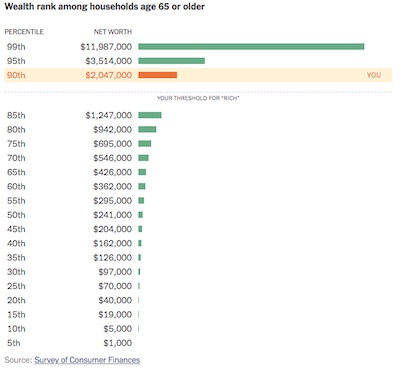 Wealth rank among households age 65 or older
PERCENTILE NET WORTH
99th $11,987,000
95th $3,514,000
90th $2,047,000 YOU
YOUR THRESHOLD FOR "RICH"
85th $1,247,000
80th $942,000
75th $695,000
70th $546,000
65th $426,000
60th $362,000
55th $295,000
50th $241,000
45th $204,000
40th $162,000
35th $126,000
30th $97,000
25th $70,000
20th $40,000
15th $19,000
10th $5,000
5th $1,000
Source: Survey of Consumer Finances